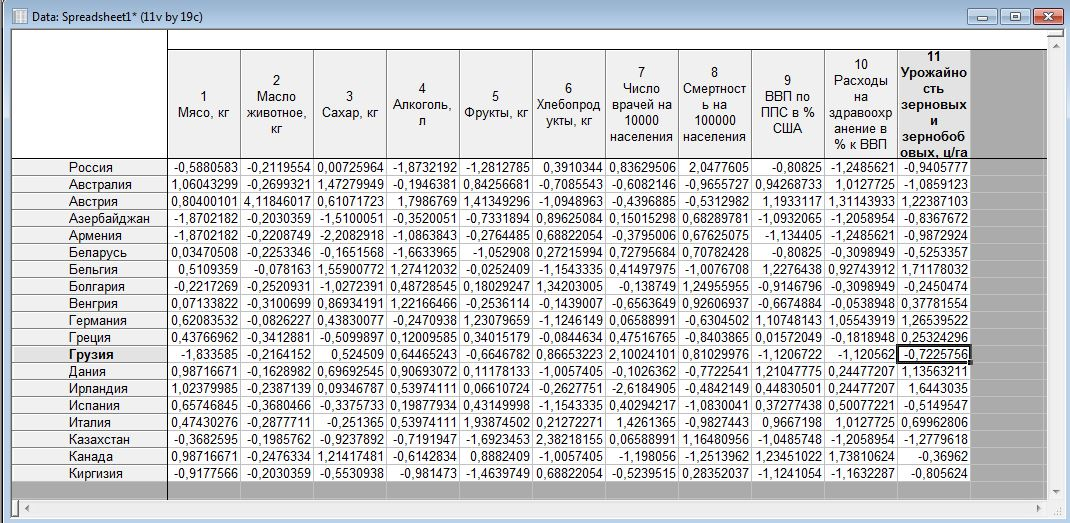 Data: Spreadsheet1* (11v by 19c)
1 Мясо, кг	2 Масло животное, кг	3 Сахар, кг	4 Алкоголь, л	5 Фрукты, кг	6 Хлебопрод укты, кг	7 Число врачей на 10000 населения	8 Смертност ь на 100000 населения	9 ВВП по ППС в % США	10 Расходы на здравоохр анение в % к ВВП	11 Урожайно сть зерновых и зернобоб овых, ц/га
Россия	-0,5880583	-0,2119554	0,00725964	-1,8732192	-1,2812785	0,3910344	0,83629506	2,0477605	-0,80825	-1,2485621	-0,9405777
Австралия	1,06043299	-0,2699321	1,47279949	-0,1946381	0,84256681	-0,7085543	-0,6082146	-0,9655727	0,94268733	1,0127725	-1,0859123
Австрия	0,80400101	4,11846017	0,61071723	1,7986769	1,41349296	-1,0948963	-0,4396885	-0,5312982	1,1933117	1,31143933	1,22387103
Азербайджан	-1,8702182	-0,2030359	-1,5100051	-0,3520051	-0,7331894	0,89625084	0,15015298	0,68289781	-1,0932065	-1,2058954	-0,8367672
Армения	-1,8702182	-0,2208749	-2,2082918	-1,0863843	-0,2764485	0,68822054	-0,3795006	0,67625075	-1,134405	-1,2485621	-0,9872924
Беларусь	0,03470508	-0,2253346	-0,1651568	-1,6633965	-1,052908	0,27215994	0,72795684	0,70782428	-0,80825	-0,3098949	-0,5253357
Бельгия	0,5109359	-0,078163	1,55900772	1,27412032	-0,0252409	-1,1543335	0,41497975	-1,0076708	1,2276438	0,92743912	1,71178032
Болгария	-0,2217269	-0,2520931	-1,0272391	0,48728545	0,18029247	1,34203005	-0,138749	1,24955955	-0,9146796	-0,3098949	-0,2450474
Венгрия	0,07133822	-0,3100699	0,86934191	1,22166466	-0,2536114	-0,1439007	-0,6563649	0,92606937	-0,6674884	-0,0538948	0,37781554
Германия	0,62083532	-0,0826227	0,43830077	-0,2470938	1,23079659	-1,1246149	0,06588991	-0,6304502	1,10748143	1,05543919	1,26539522
Греция	0,43766962	-0,3412881	-0,5099897	0,12009585	0,34015179	-0,0844634	0,47516765	-0,8403865	0,01572049	-0,1818948	0,25324296
Грузия	-1,833585	-0,2164152	0,524509	0,64465243	-0,6646782	0,86653223	2,10024101	0,81029976	-1,1206722	-1,120562	-0,7225756
Дания	0,98716671	-0,1628982	0,69692545	0,90693072	0,11178133	-1,0057405	-0,1026362	-0,7722541	1,21047775	0,24477207	1,13563211
Ирландия	1,02379985	-0,2387139	0,09346787	0,53974111	0,06610724	-0,2627751	-2,6184905	-0,4842149	0,44830501	0,24477207	1,6443035
Испания	0,65746845	-0,3680466	-0,3375733	0,19877934	0,43149998	-1,1543335	0,40294217	-1,0830041	0,37277438	0,50077221	-0,5149547
Италия	0,47430276	-0,2877711	-0,251365	0,53974111	1,93874502	0,21272271	1,4261365	-0,9827443	0,9667198	1,0127725	0,69962806
Казахстан	-0,3682595	-0,1985762	-0,9237892	-0,7191947	-1,6923453	2,38218155	0,06588991	1,16480956	-1,0485748	-1,2058954	-1,2779618
Канада	0,98716671	-0,2476334	1,21417481	-0,6142834	0,8882409	-1,0057405	-1,198056	-1,2513962	1,23451022	1,73810624	-0,36962
Киргизия	-0,9177566	-0,2030359	-0,5530938	-0,981473	-1,4639749	0,68822054	-0,5239515	0,28352037	-1,1241054	-1,1632287	-0,805624